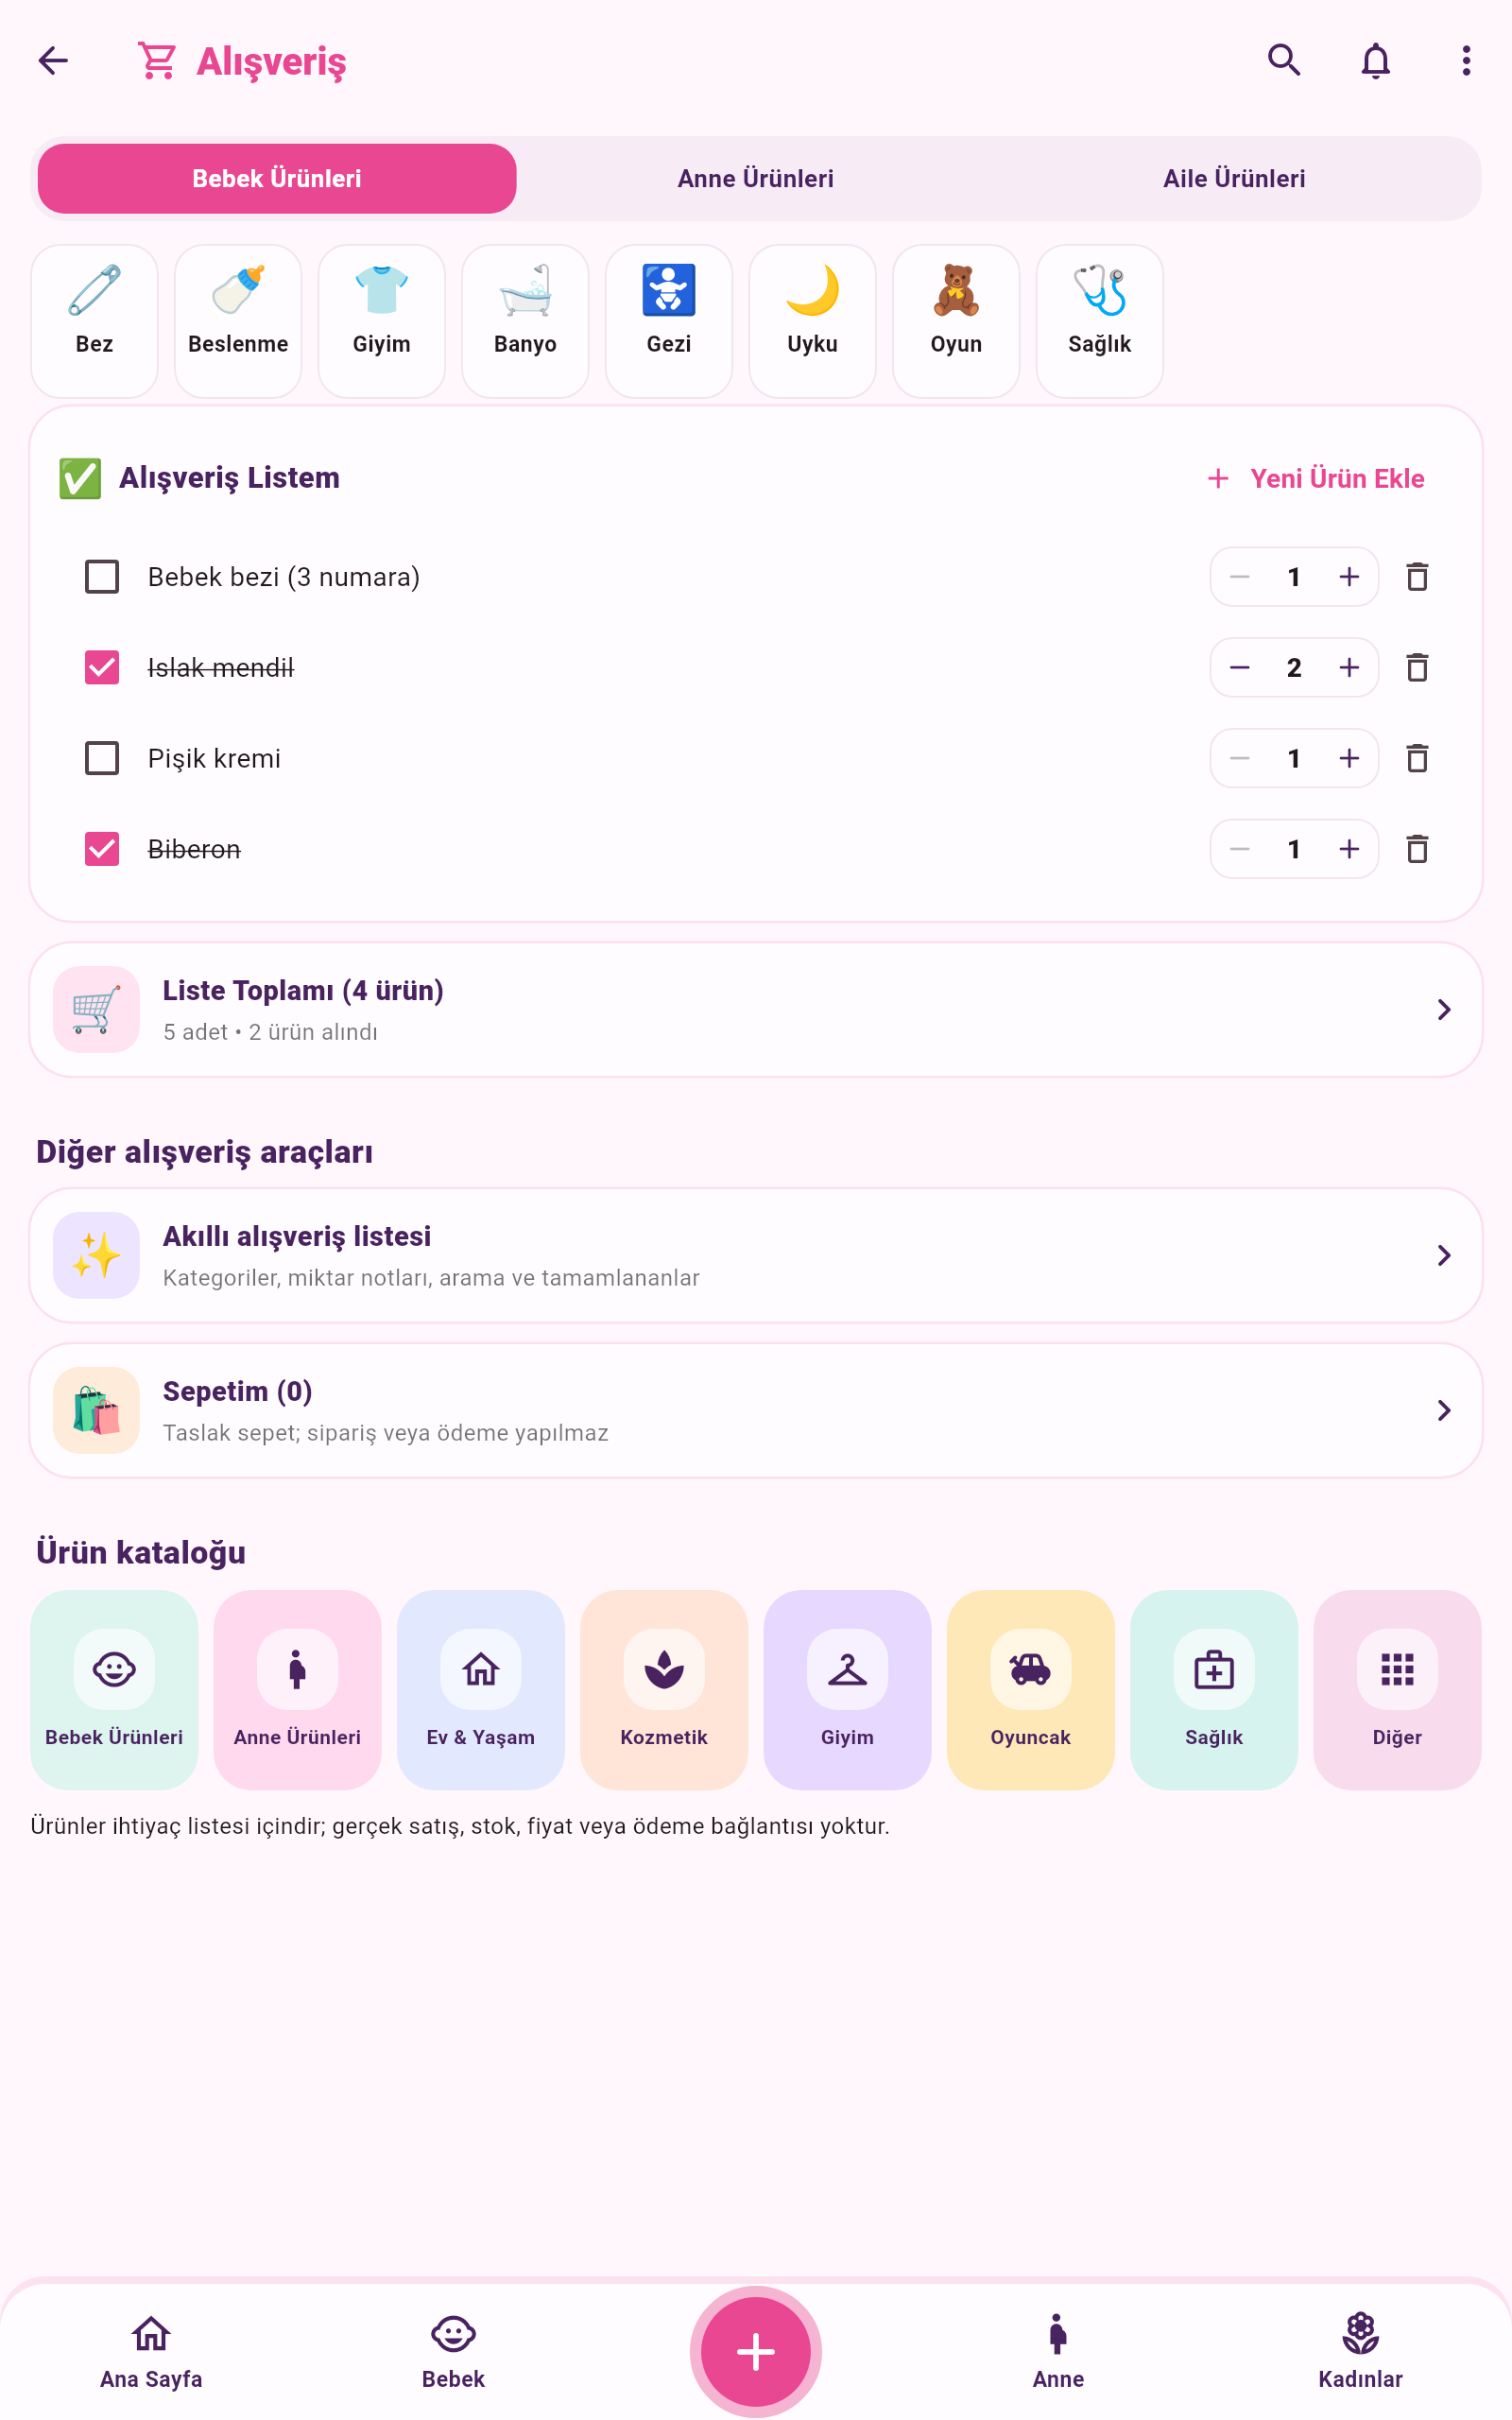 Alışveriş
Bebek Ürünleri
Anne Ürünleri
Aile Ürünleri
Bez
Beslenme
Giyim
Banyo
Gezi
Uyku
Oyun
Sağlık
Alışveriş Listem
Yeni Ürün Ekle
Bebek bezi (3 numara)
1
Islak mendil
2
Pişik kremi
1
Biberon
1
Liste Toplamı (4 ürün)
5 adet • 2 ürün alındı
Diğer alışveriş araçları
Akıllı alışveriş listesi
Kategoriler, miktar notları, arama ve tamamlananlar
Sepetim (0)
Taslak sepet; sipariş veya ödeme yapılmaz
Ürün kataloğu
Bebek Ürünleri
Anne Ürünleri
Ev & Yaşam
Kozmetik
Giyim
Oyuncak
Sağlık
Diğer
Ürünler ihtiyaç listesi içindir; gerçek satış, stok, fiyat veya ödeme bağlantısı yoktur.
Ana Sayfa
Bebek
Anne
Kadınlar